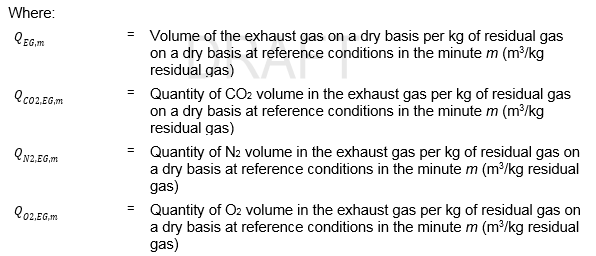 Where:
Q EG,m = Volume of the exhaust gas on a dry basis per kg of residual gas
on a dry basis at reference conditions in the minute m (m³/kg
residual gas)
Q CO2,EG,m = Quantity of CO2 volume in the exhaust gas per kg of residual gas
on a dry basis at reference conditions in the minute m (m³/kg
residual gas)
Q N2,EG,m = Quantity of N2 volume in the exhaust gas per kg of residual gas on
a dry basis at reference conditions in the minute m (m³/kg residual
gas)
Q O2,EG,m = Quantity of O2 volume in the exhaust gas per kg of residual gas on
a dry basis at reference conditions in the minute m (m³/kg residual
gas)
DRAFT